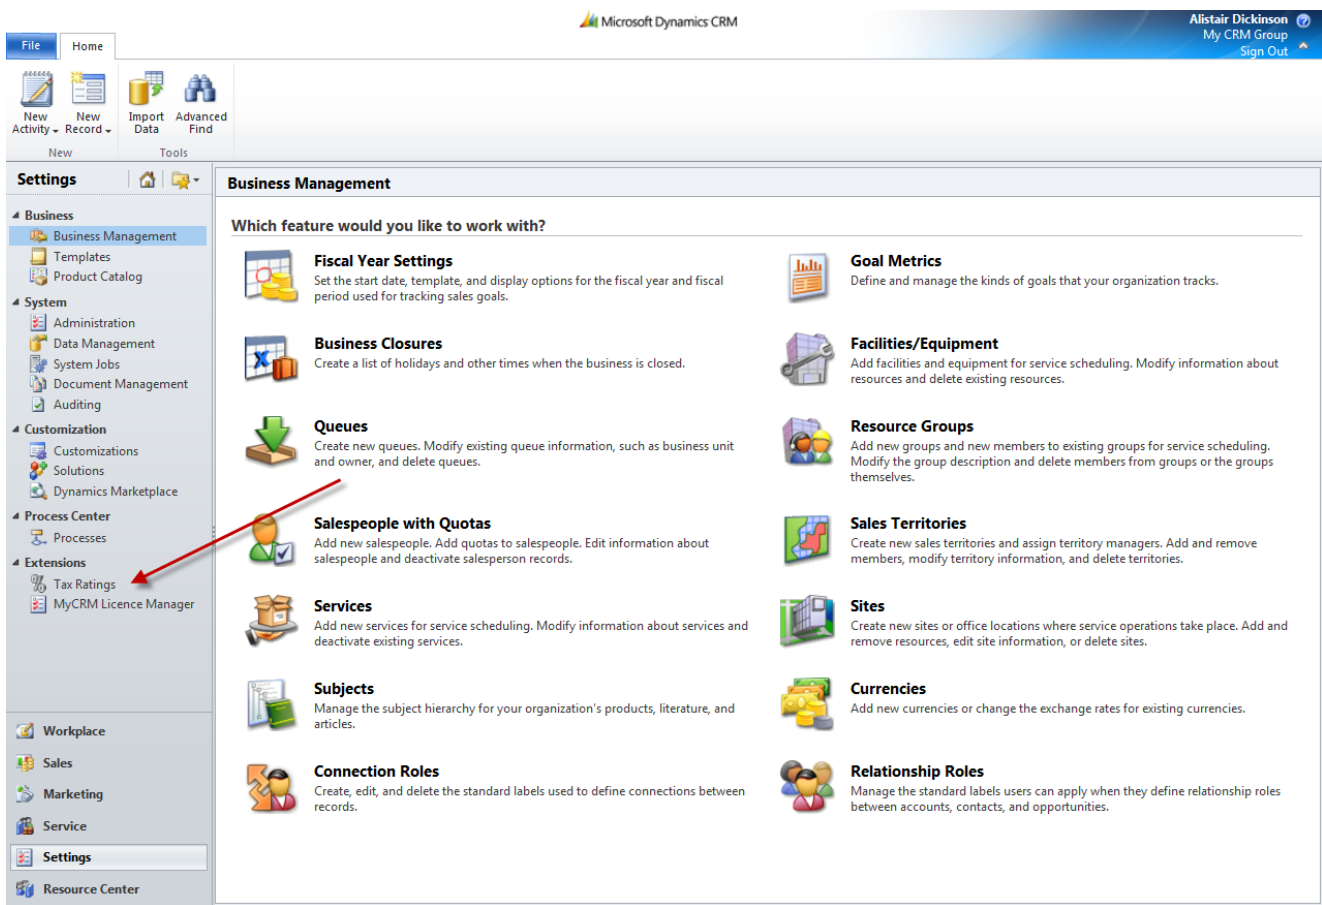 Microsoft Dynamics CRM
Alistair Dickinson
My CRM Group
Sign Out
File
Home
New Activity
New Record
Import Data
Advanced Find
New
Tools
Settings
Business
Business Management
Templates
Product Catalog
System
Administration
Data Management
System Jobs
Document Management
Auditing
Customization
Customizations
Solutions
Dynamics Marketplace
Process Center
Processes
Extensions
Tax Ratings
MyCRM Licence Manager
Workplace
Sales
Marketing
Service
Settings
Resource Center
Business Management
Which feature would you like to work with?
Fiscal Year Settings
Set the start date, template, and display options for the fiscal year and fiscal
period used for tracking sales goals.
Goal Metrics
Define and manage the kinds of goals that your organization tracks.
Business Closures
Create a list of holidays and other times when the business is closed.
Facilities/Equipment
Add facilities and equipment for service scheduling. Modify information about
resources and delete existing resources.
Queues
Create new queues. Modify existing queue information, such as business unit
and owner, and delete queues.
Resource Groups
Add new groups and new members to existing groups for service scheduling.
Modify the group description and delete members from groups or the groups
themselves.
Salespeople with Quotas
Add new salespeople. Add quotas to salespeople. Edit information about
salespeople and deactivate salesperson records.
Sales Territories
Create new sales territories and assign territory managers. Add and remove
members, modify territory information, and delete territories.
Services
Add new services for service scheduling. Modify information about services and
deactivate existing services.
Sites
Create new sites or office locations where service operations take place. Add and
remove resources, edit site information, or delete sites.
Subjects
Manage the subject hierarchy for your organization's products, literature, and
articles.
Currencies
Add new currencies or change the exchange rates for existing currencies.
Connection Roles
Create, edit, and delete the standard labels used to define connections between
records.
Relationship Roles
Manage the standard labels users can apply when they define relationship roles
between accounts, contacts, and opportunities.